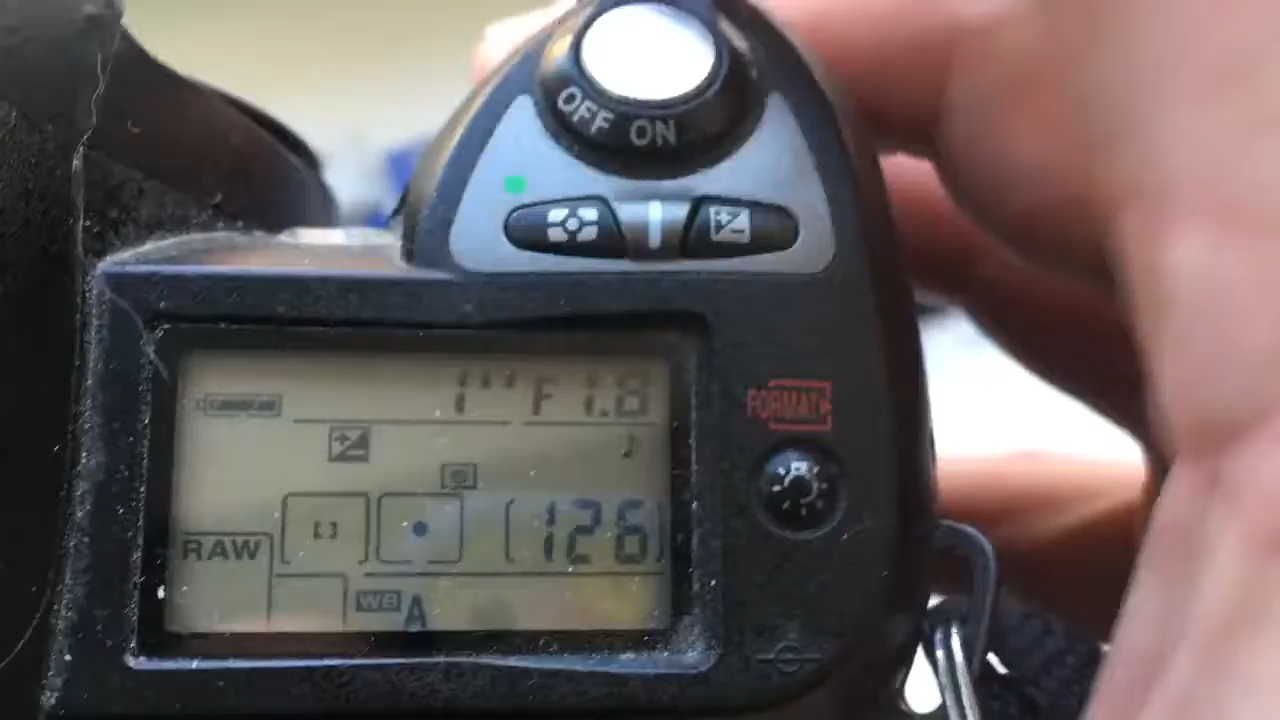 OFF ON
1" F1.8
FORMAT
RAW
[126]
WB A